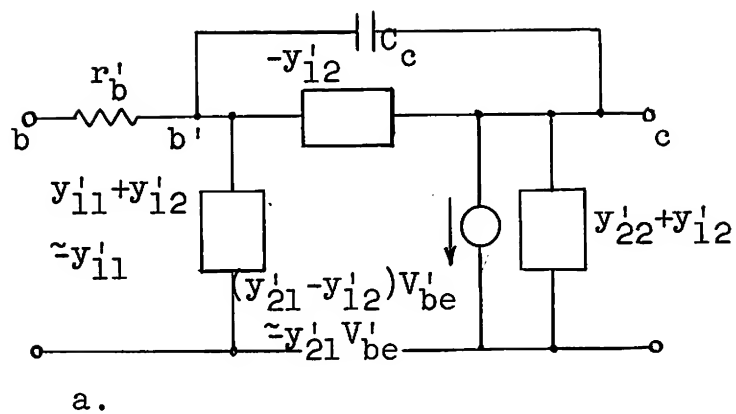 C_c
-y'_12
r'_b
b
b'
c
y'_11+y'_12
≃y'_11
y'_22+y'_12
(y'_21-y'_12)V'_be
≃y'_21V'_be
a.